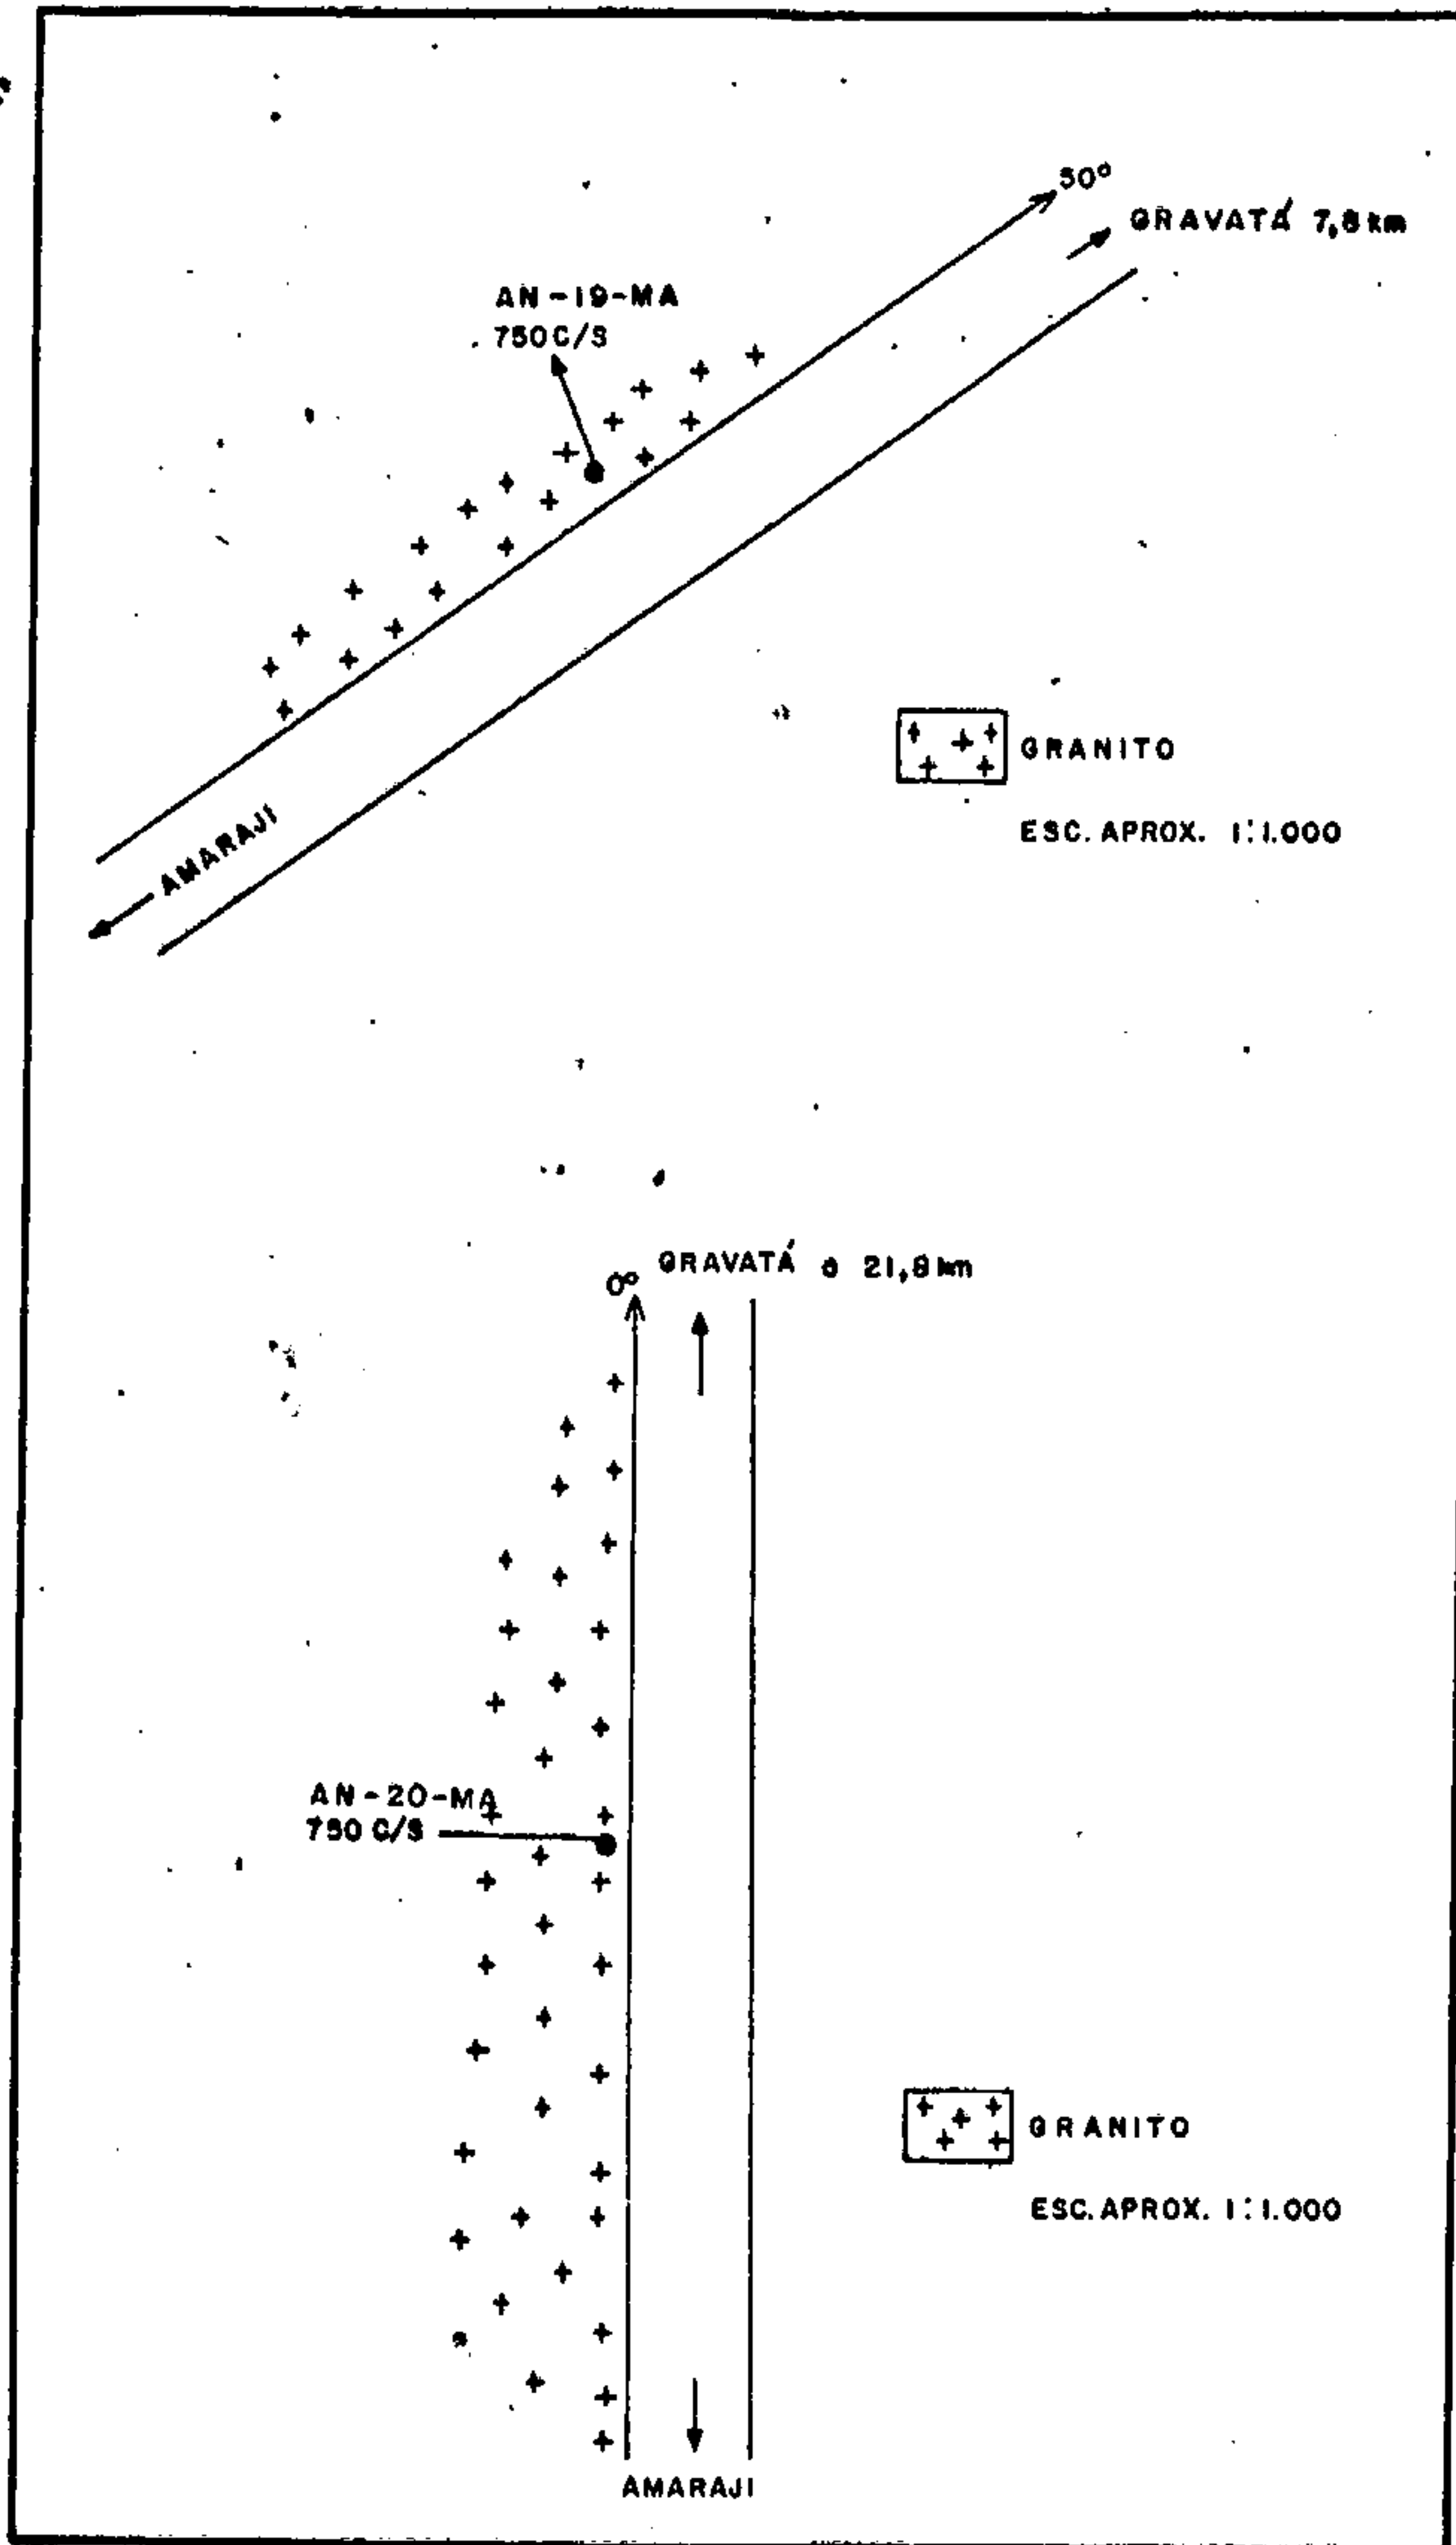 50°
GRAVATÁ 7,8 km
AN-19-MA
750 C/S
GRANITO
ESC. APROX. 1:1.000
AMARAJI
0°
GRAVATÁ a 21,8 km
AN-20-MA
750 C/S
GRANITO
ESC. APROX. 1:1.000
AMARAJI